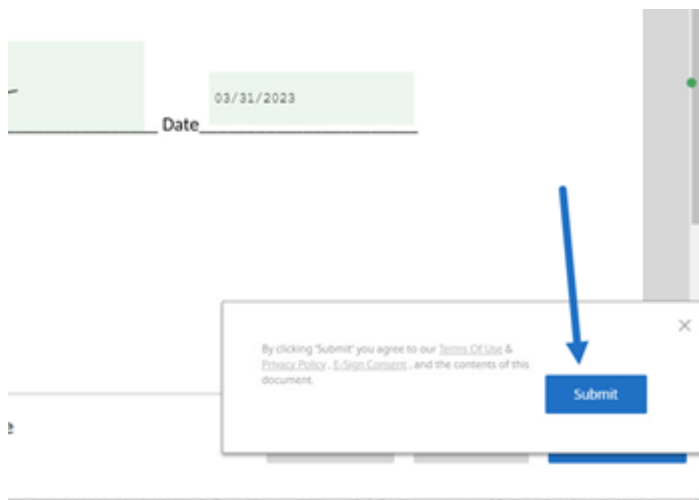 03/31/2023
Date
By clicking 'Submit' you agree to our Terms Of Use &
Privacy Policy , E-Sign Consent , and the contents of this
document.
Submit
e